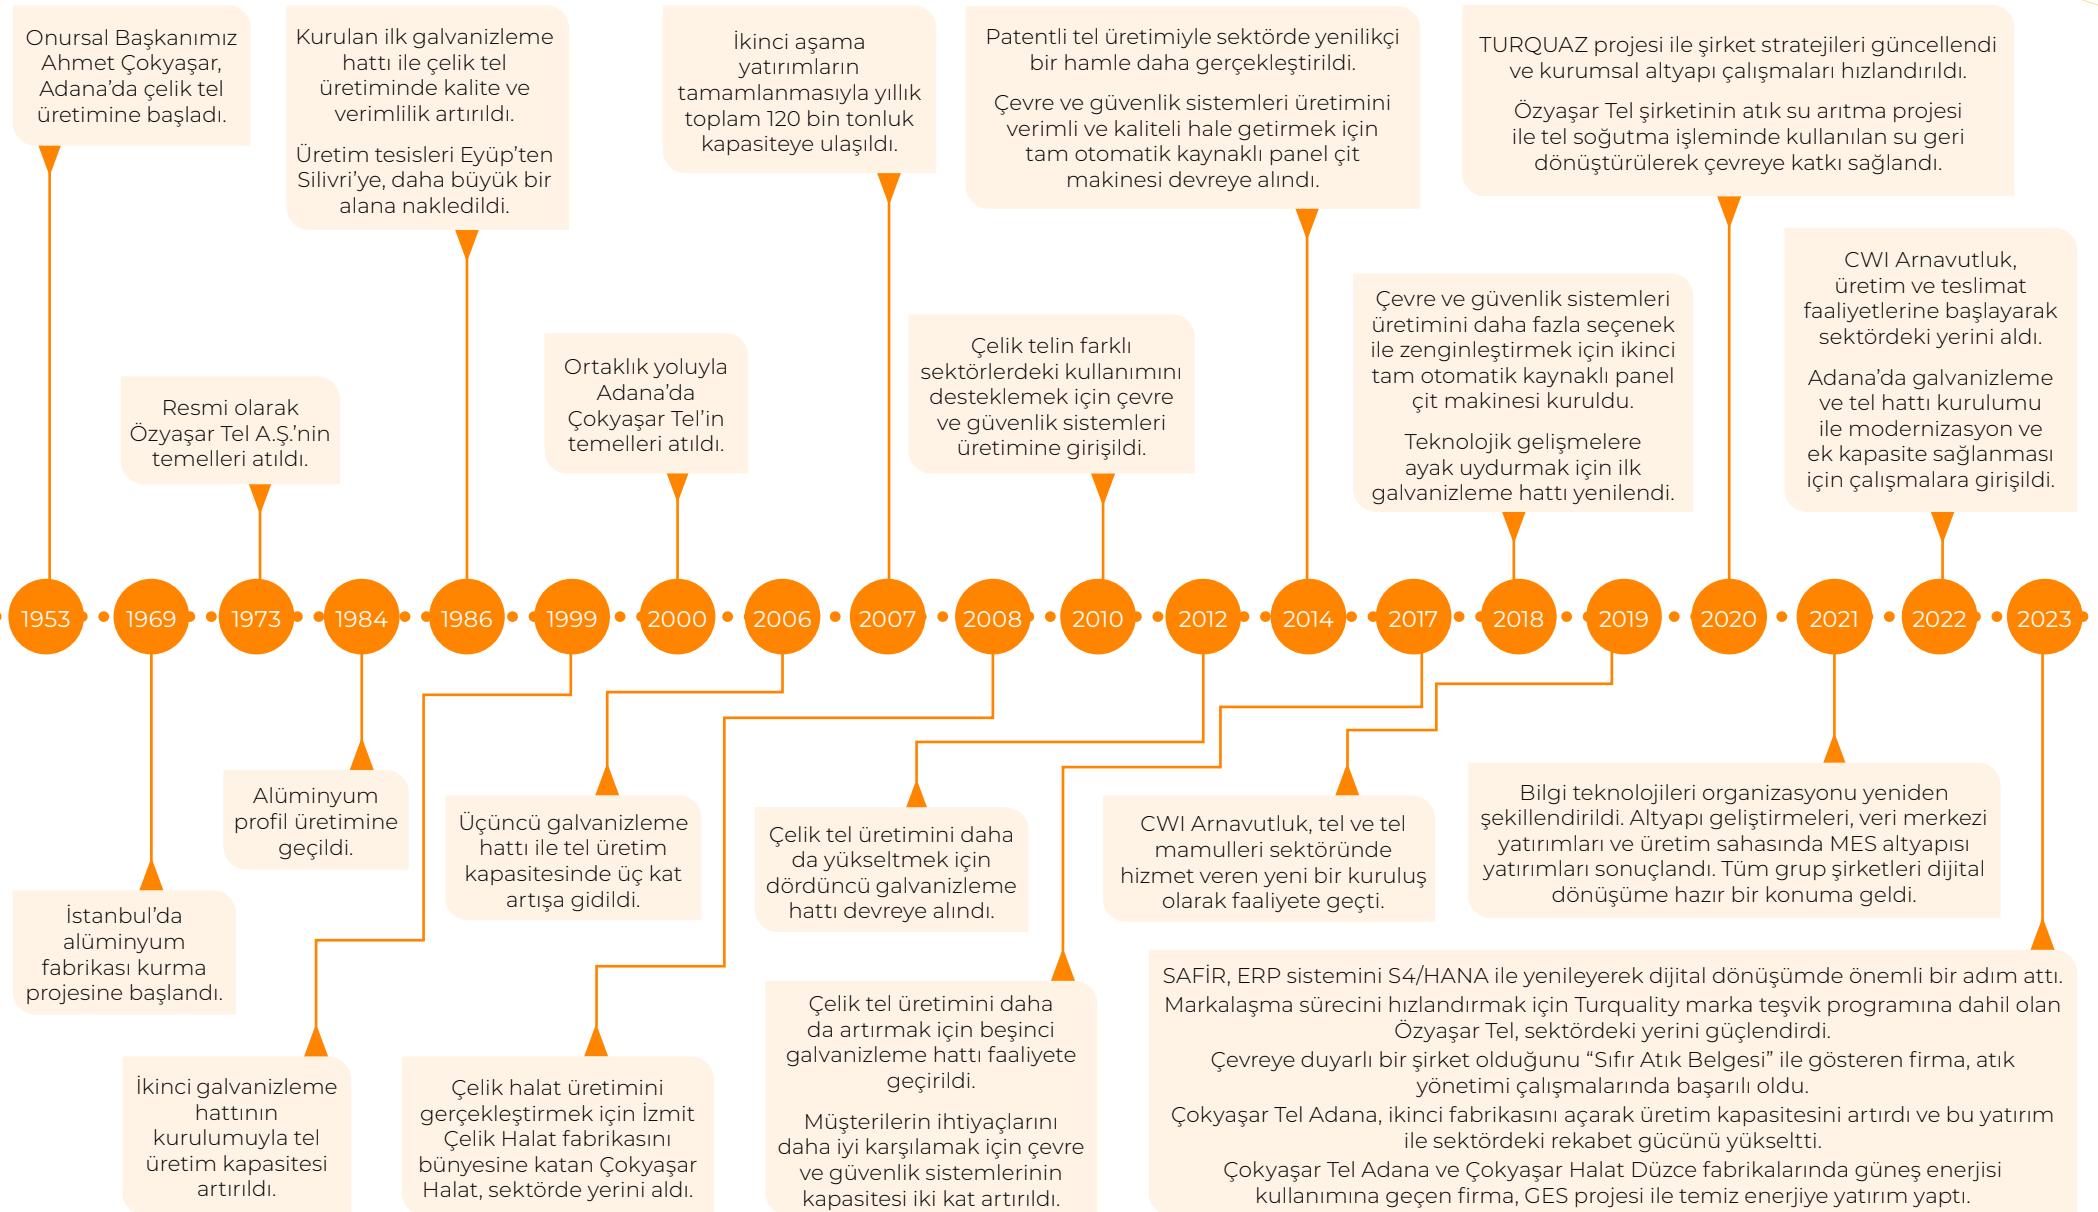 Onursal Başkanımız
Ahmet Çokyaşar,
Adana’da çelik tel
üretimine başladı.
Kurulan ilk galvanizleme
hattı ile çelik tel
üretiminde kalite ve
verimlilik artırıldı.
Üretim tesisleri Eyüp’ten
Silivri’ye, daha büyük bir
alana nakledildi.
İkinci aşama
yatırımların
tamamlanmasıyla yıllık
toplam 120 bin tonluk
kapasiteye ulaşıldı.
Patentli tel üretimiyle sektörde yenilikçi
bir hamle daha gerçekleştirildi.
Çevre ve güvenlik sistemleri üretimini
verimli ve kaliteli hale getirmek için
tam otomatik kaynaklı panel çit
makinesi devreye alındı.
TURQUAZ projesi ile şirket stratejileri güncellendi
ve kurumsal altyapı çalışmaları hızlandırıldı.
Özyaşar Tel şirketinin atık su arıtma projesi
ile tel soğutma işleminde kullanılan su geri
dönüştürülerek çevreye katkı sağlandı.
Resmi olarak
Özyaşar Tel A.Ş.’nin
temelleri atıldı.
Ortaklık yoluyla
Adana’da
Çokyaşar Tel’in
temelleri atıldı.
Çelik telin farklı
sektörlerdeki kullanımını
desteklemek için çevre
ve güvenlik sistemleri
üretimine girişildi.
Çevre ve güvenlik sistemleri
üretimini daha fazla seçenek
ile zenginleştirmek için ikinci
tam otomatik kaynaklı panel
çit makinesi kuruldu.
Teknolojik gelişmelere
ayak uydurmak için ilk
galvanizleme hattı yenilendi.
CWI Arnavutluk,
üretim ve teslimat
faaliyetlerine başlayarak
sektördeki yerini aldı.
Adana’da galvanizleme
ve tel hattı kurulumu
ile modernizasyon ve
ek kapasite sağlanması
için çalışmalara girişildi.
1953 1969 1973 1984 1986 1999 2000 2006 2007 2008 2010 2012 2014 2017 2018 2019 2020 2021 2022 2023
İstanbul’da
alüminyum
fabrikası kurma
projesine başlandı.
Alüminyum
profil üretimine
geçildi.
İkinci galvanizleme
hattının
kurulumuyla tel
üretim kapasitesi
artırıldı.
Üçüncü galvanizleme
hattı ile tel üretim
kapasitesinde üç kat
artışa gidildi.
Çelik halat üretimini
gerçekleştirmek için İzmit
Çelik Halat fabrikasını
bünyesine katan Çokyaşar
Halat, sektörde yerini aldı.
Çelik tel üretimini daha
da yükseltmek için
dördüncü galvanizleme
hattı devreye alındı.
Çelik tel üretimini daha
da artırmak için beşinci
galvanizleme hattı faaliyete
geçirildi.
Müşterilerin ihtiyaçlarını
daha iyi karşılamak için çevre
ve güvenlik sistemlerinin
kapasitesi iki kat artırıldı.
CWI Arnavutluk, tel ve tel
mamulleri sektöründe
hizmet veren yeni bir kuruluş
olarak faaliyete geçti.
Bilgi teknolojileri organizasyonu yeniden
şekillendirildi. Altyapı geliştirmeleri, veri merkezi
yatırımları ve üretim sahasında MES altyapısı
yatırımları sonuçlandı. Tüm grup şirketleri dijital
dönüşüme hazır bir konuma geldi.
SAFİR, ERP sistemini S4/HANA ile yenileyerek dijital dönüşümde önemli bir adım attı.
Markalaşma sürecini hızlandırmak için Turquality marka teşvik programına dahil olan
Özyaşar Tel, sektördeki yerini güçlendirdi.
Çevreye duyarlı bir şirket olduğunu “Sıfır Atık Belgesi” ile gösteren firma, atık
yönetimi çalışmalarında başarılı oldu.
Çokyaşar Tel Adana, ikinci fabrikasını açarak üretim kapasitesini artırdı ve bu yatırım
ile sektördeki rekabet gücünü yükseltti.
Çokyaşar Tel Adana ve Çokyaşar Halat Düzce fabrikalarında güneş enerjisi
kullanımına geçen firma, GES projesi ile temiz enerjiye yatırım yaptı.